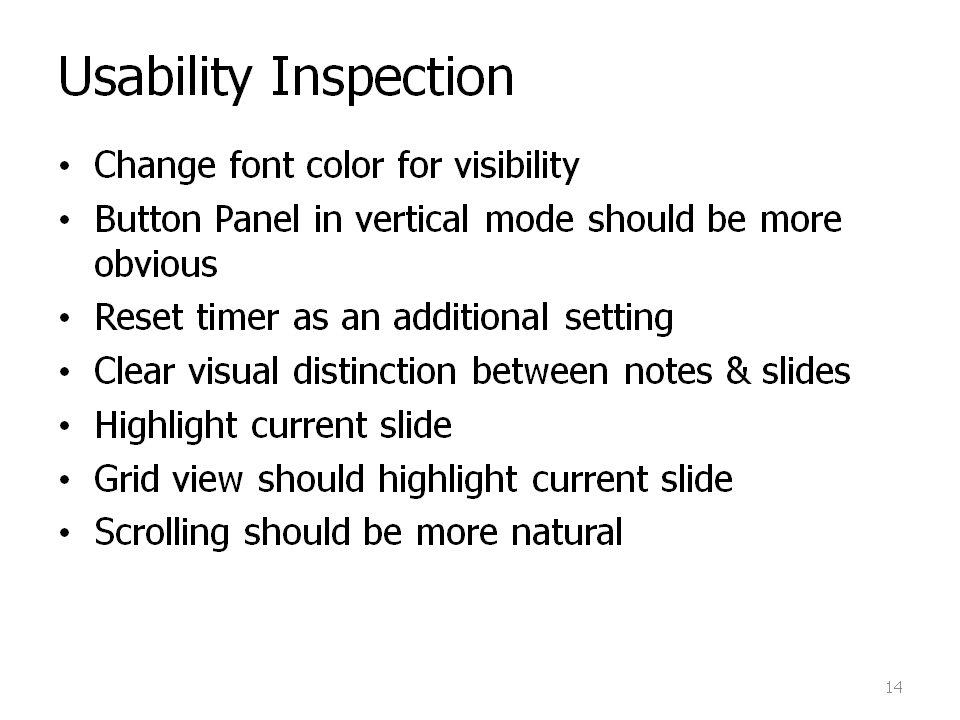 Usability Inspection
• Change font color for visibility
• Button Panel in vertical mode should be more
obvious
• Reset timer as an additional setting
• Clear visual distinction between notes & slides
• Highlight current slide
• Grid view should highlight current slide
• Scrolling should be more natural
14